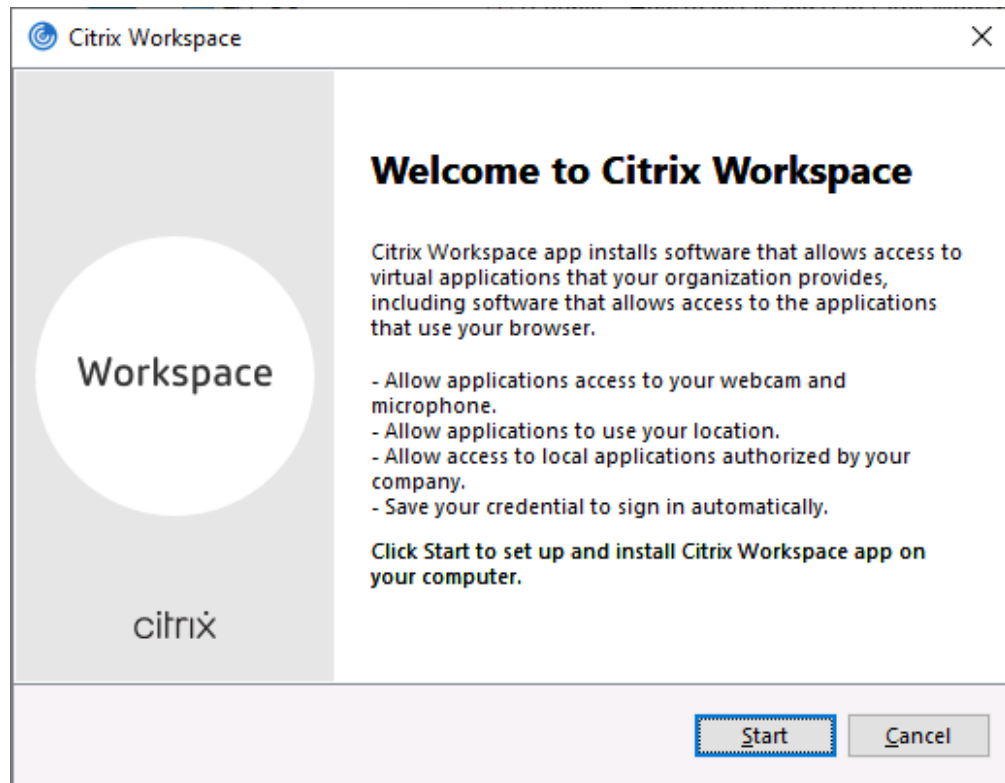 Citrix Workspace
Welcome to Citrix Workspace
Citrix Workspace app installs software that allows access to
virtual applications that your organization provides,
including software that allows access to the applications
that use your browser.
- Allow applications access to your webcam and
microphone.
- Allow applications to use your location.
- Allow access to local applications authorized by your
company.
- Save your credential to sign in automatically.
Click Start to set up and install Citrix Workspace app on
your computer.
Workspace
citrix
Start
Cancel